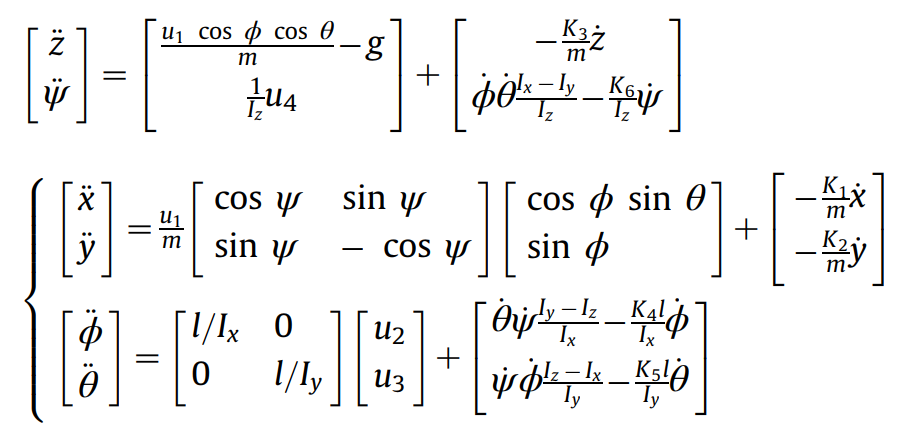 [z̈; ψ̈] = [(u₁ cos ϕ cos θ)/m − g; (1/I_z)u₄] + [−(K₃/m)ż; ϕ̇θ̇(I_x − I_y)/I_z − (K₆/I_z)ψ̇]
{ [ẍ; ÿ] = (u₁/m) [cos ψ sin ψ; sin ψ − cos ψ] [cos ϕ sin θ; sin ϕ] + [−(K₁/m)ẋ; −(K₂/m)ẏ]
[ϕ̈; θ̈] = [l/I_x 0; 0 l/I_y] [u₂; u₃] + [θ̇ψ̇(I_y − I_z)/I_x − (K₄l/I_x)ϕ̇; ψ̇ϕ̇(I_z − I_x)/I_y − (K₅l/I_y)θ̇]